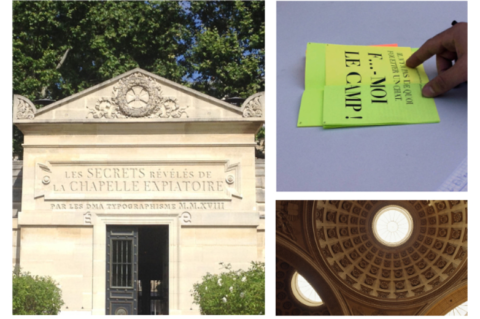 LES SECRETS RÉVÉLÉS DE
LA CHAPELLE EXPIATOIRE
PAR LES DMA TYPOGRAPHISME M.M.XVIII
F...-MOI
LE CAMP !